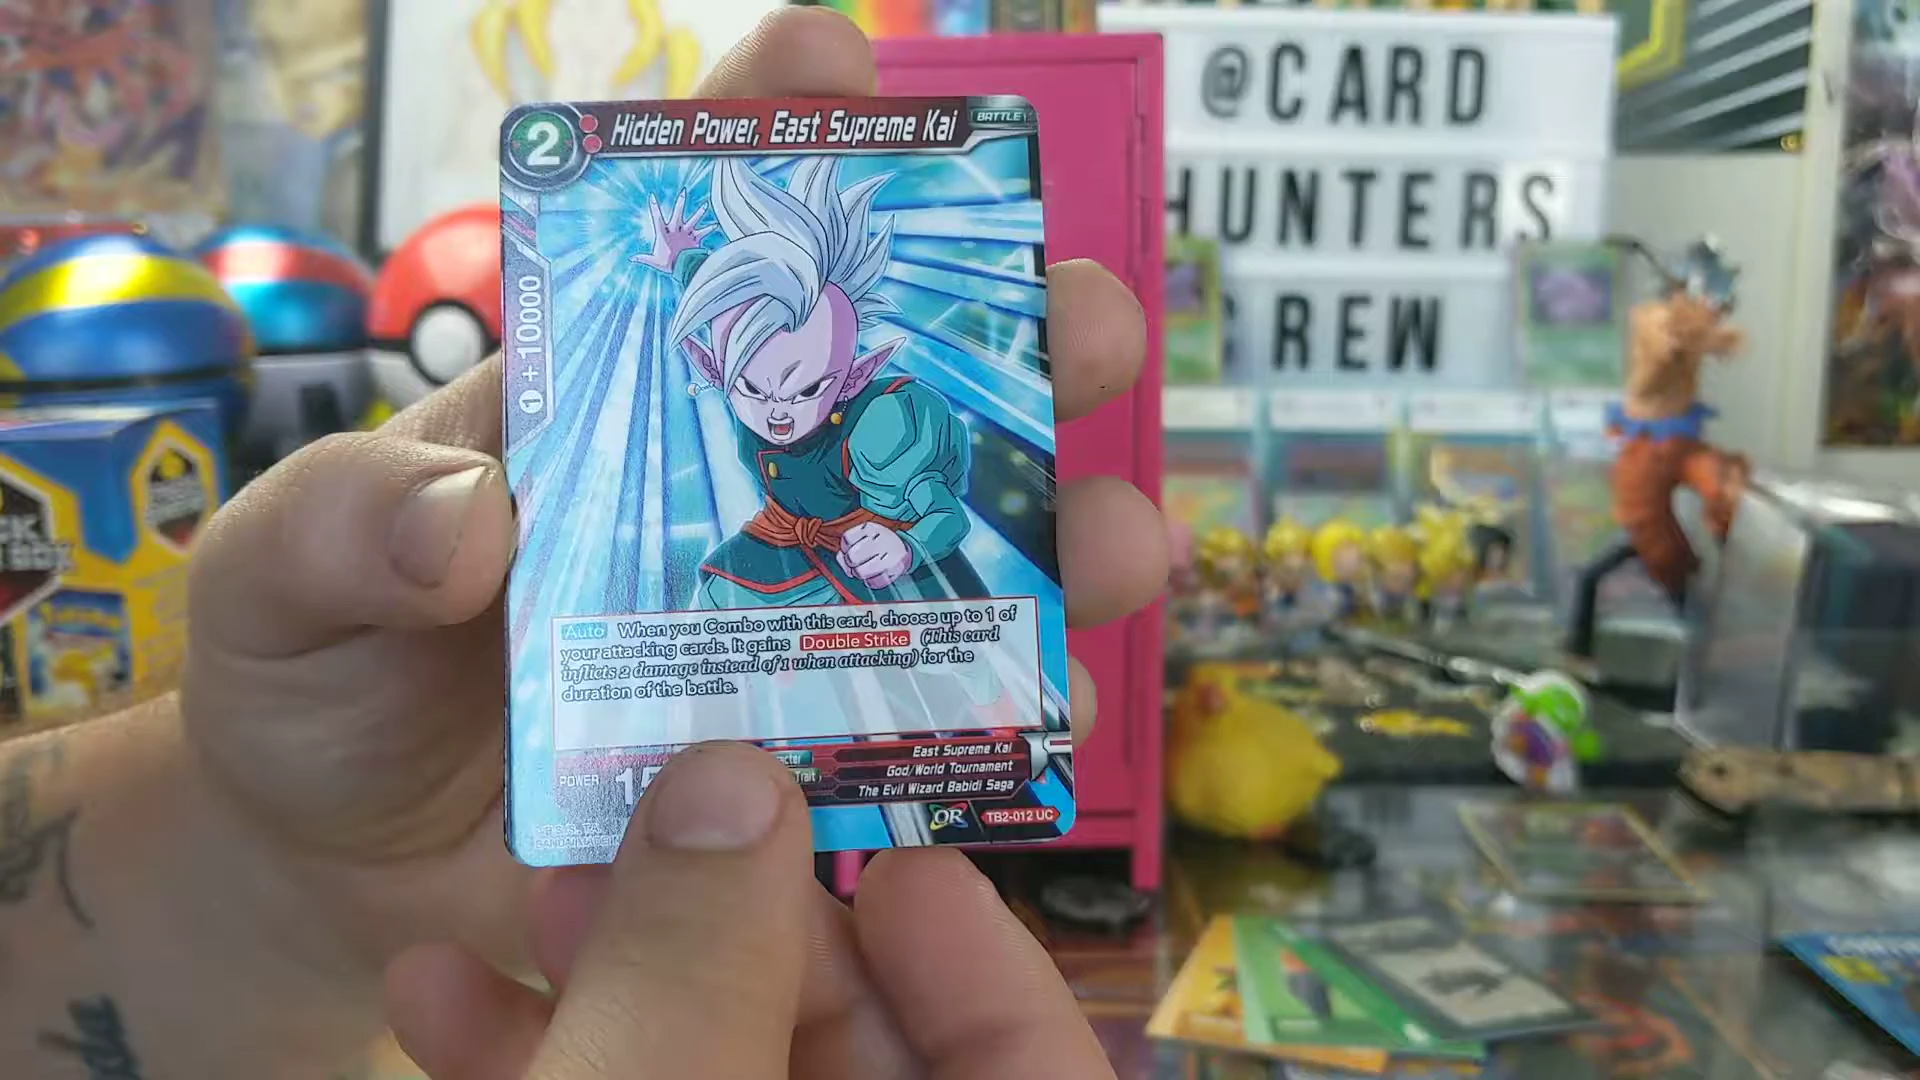 @CARD
HUNTERS
REW
2
Hidden Power, East Supreme Kai
BATTLE
1 +10000
Auto When you Combo with this card, choose up to 1 of
your attacking cards. It gains Double Strike (This card
inflicts 2 damage instead of 1 when attacking) for the
duration of the battle.
East Supreme Kai
POWER
Trait
God/World Tournament
The Evil Wizard Babidi Saga
OR
TB2-012 UC